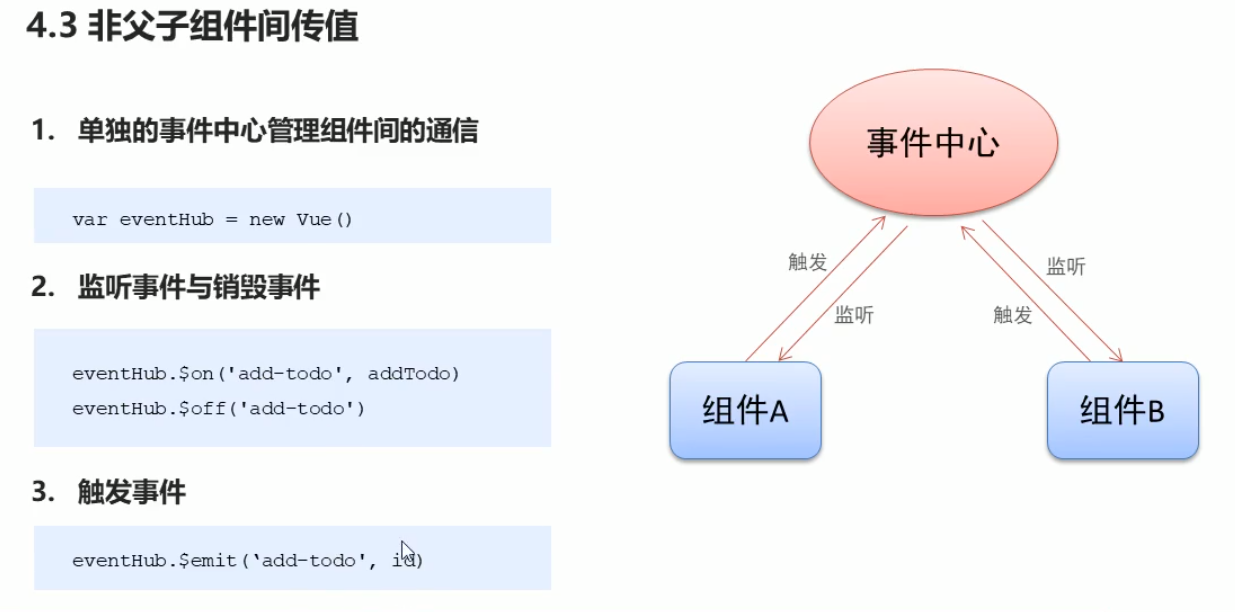 4.3 非父子组件间传值
1. 单独的事件中心管理组件间的通信
var eventHub = new Vue()
2. 监听事件与销毁事件
eventHub.$on('add-todo', addTodo)
eventHub.$off('add-todo')
3. 触发事件
eventHub.$emit(‘add-todo', id)
事件中心
触发
监听
监听
触发
组件A
组件B